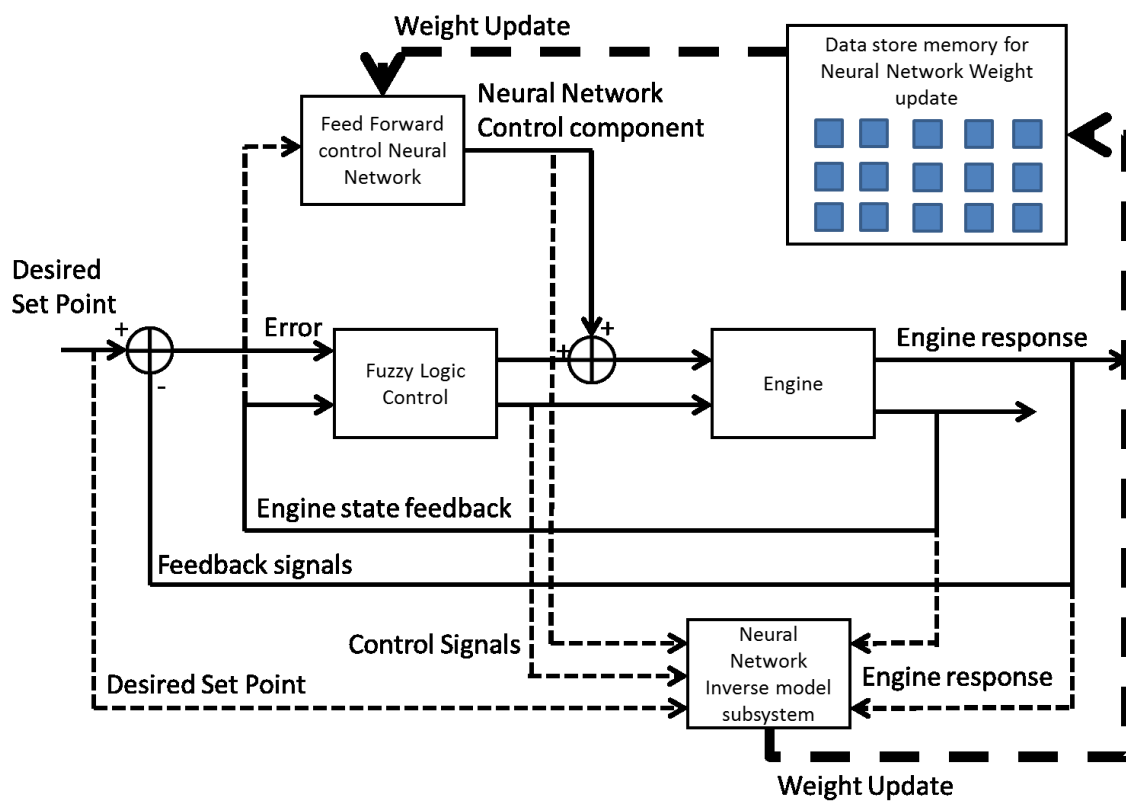 Weight Update
Data store memory for
Neural Network Weight
update
Neural Network
Control component
Feed Forward
control Neural
Network
Desired
Set Point
+
-
Error
Fuzzy Logic
Control
+
+
Engine
Engine response
Engine state feedback
Feedback signals
Control Signals
Desired Set Point
Neural
Network
Inverse model
subsystem
Engine response
Weight Update